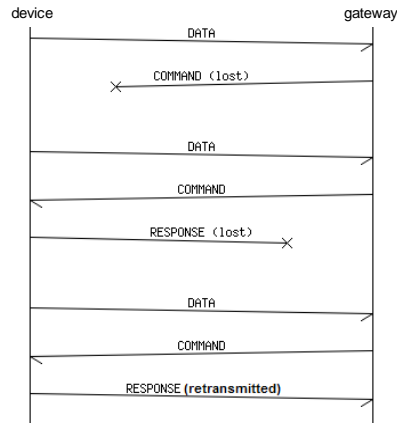 device gateway
DATA
COMMAND (lost)
DATA
COMMAND
RESPONSE (lost)
DATA
COMMAND
RESPONSE (retransmitted)